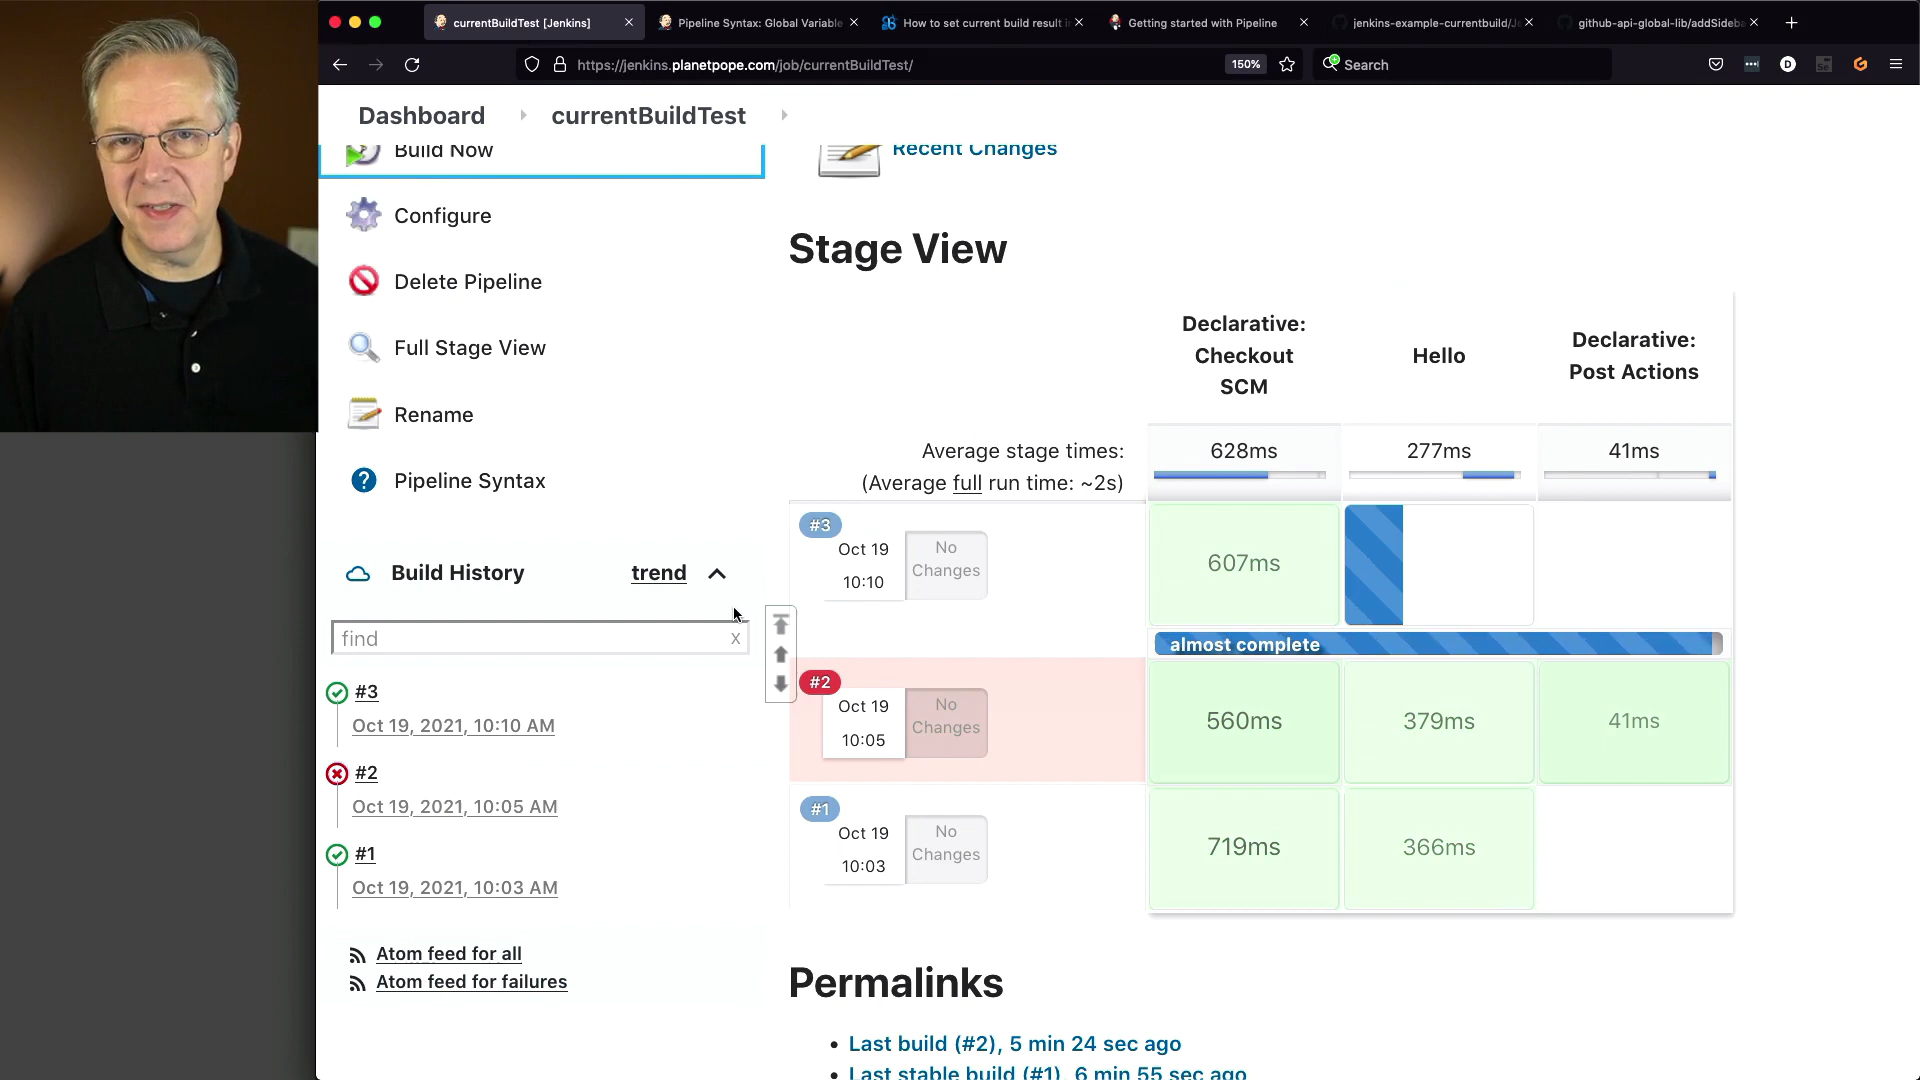 currentBuildTest [Jenkins]
Pipeline Syntax: Global Variable
How to set current build result i
Getting started with Pipeline
jenkins-example-currentbuild/Je
github-api-global-lib/addSideba
https://jenkins.planetpope.com/job/currentBuildTest/
150%
Search
Dashboard
currentBuildTest
Build Now
Configure
Delete Pipeline
Full Stage View
Rename
Pipeline Syntax
Build History
trend
find
x
#3
Oct 19, 2021, 10:10 AM
#2
Oct 19, 2021, 10:05 AM
#1
Oct 19, 2021, 10:03 AM
Atom feed for all
Atom feed for failures
Recent Changes
Stage View
Declarative:
Checkout
SCM
Hello
Declarative:
Post Actions
Average stage times:
(Average full run time: ~2s)
628ms
277ms
41ms
#3
Oct 19
10:10
No
Changes
607ms
almost complete
#2
Oct 19
10:05
No
Changes
560ms
379ms
41ms
#1
Oct 19
10:03
No
Changes
719ms
366ms
Permalinks
Last build (#2), 5 min 24 sec ago
Last stable build (#1), 6 min 55 sec ago